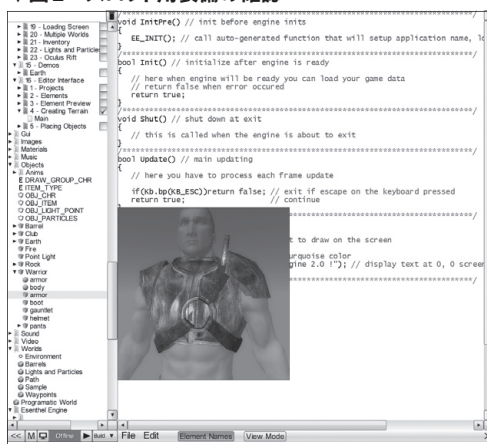 19 - Loading Screen
20 - Multiple Worlds
21 - Inventory
22 - Lights and Particle
23 - Oculus Rift
15 - Demos
Earth
16 - Editor Interface
1 - Projects
2 - Elements
3 - Element Preview
4 - Creating Terrain
Main
5 - Placing Objects
Gui
Images
Materials
Music
Objects
Anims
E DRAW_GROUP_CHR
E ITEM_TYPE
OBJ_CHR
OBJ_ITEM
OBJ_LIGHT_POINT
OBJ_PARTICLES
Barrel
Club
Earth
Fire
Point Light
Rock
Warrior
armor
body
armor
boot
gauntlet
helmet
pants
Sound
Video
Worlds
Environment
Barrels
Lights and Particles
Path
Sample
Waypoints
Programatic World
Esenthel Engine
<< M Offline Build
/******************************************************************************/
void InitPre() // init before engine inits
{
EE_INIT(); // call auto-generated function that will setup application name, lo
/******************************************************************************/
bool Init() // initialize after engine is ready
{
// here when engine will be ready you can load your game data
// return false when error occured
return true;
/******************************************************************************/
void Shut() // shut down at exit
{
// this is called when the engine is about to exit
/******************************************************************************/
bool Update() // main updating
{
// here you have to process each frame update
if(Kb.bp(KB_ESC))return false; // exit if escape on the keyboard pressed
return true; // continue
t to draw on the screen
urquoise color
gine 2.0 !"); // display text at 0, 0 screen
File Edit Element Names View Mode